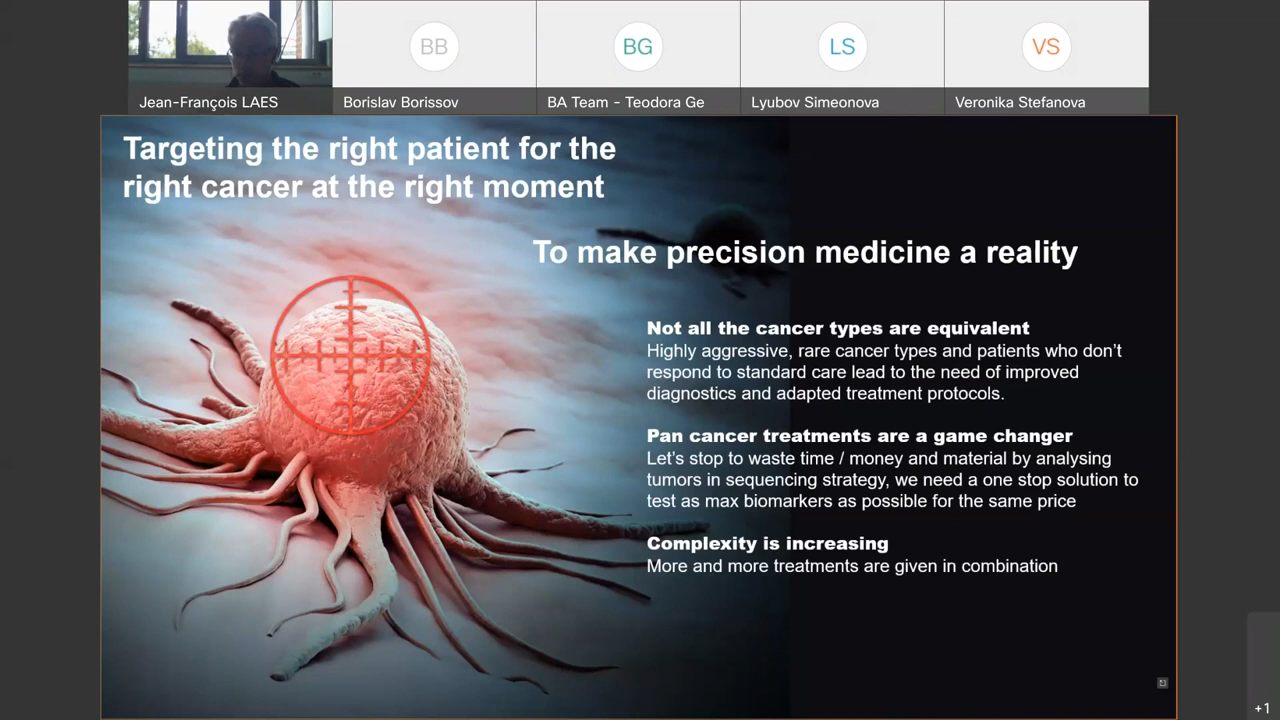 BB
BG
LS
VS
Jean-François LAES
Borislav Borissov
BA Team - Teodora Ge
Lyubov Simeonova
Veronika Stefanova
Targeting the right patient for the
right cancer at the right moment
To make precision medicine a reality
Not all the cancer types are equivalent
Highly aggressive, rare cancer types and patients who don't
respond to standard care lead to the need of improved
diagnostics and adapted treatment protocols.
Pan cancer treatments are a game changer
Let's stop to waste time / money and material by analysing
tumors in sequencing strategy, we need a one stop solution to
test as max biomarkers as possible for the same price
Complexity is increasing
More and more treatments are given in combination
+1